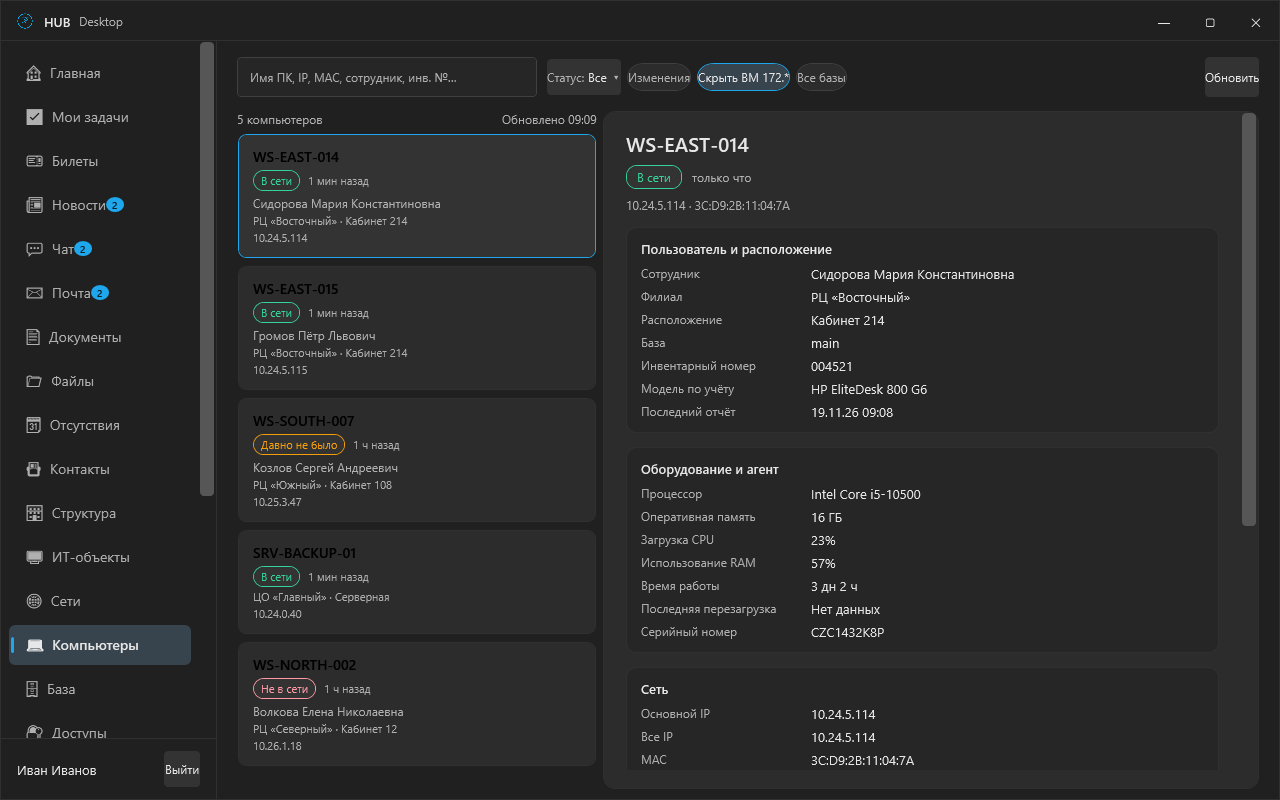 HUB Desktop
Главная
Мои задачи
Билеты
Новости 2
Чат 2
Почта 2
Документы
Файлы
31 Отсутствия
Контакты
Структура
ИТ-объекты
Сети
Компьютеры
База
Доступы
Иван Иванов
Выйти
Имя ПК, IP, MAC, сотрудник, инв. №...
Статус: Все
Изменения
Скрыть ВМ 172.*
Все базы
Обновить
5 компьютеров
Обновлено 09:09
WS-EAST-014
В сети 1 мин назад
Сидорова Мария Константиновна
РЦ «Восточный» · Кабинет 214
10.24.5.114
WS-EAST-015
В сети 1 мин назад
Громов Пётр Львович
РЦ «Восточный» · Кабинет 214
10.24.5.115
WS-SOUTH-007
Давно не было 1 ч назад
Козлов Сергей Андреевич
РЦ «Южный» · Кабинет 108
10.25.3.47
SRV-BACKUP-01
В сети 1 мин назад
ЦО «Главный» · Серверная
10.24.0.40
WS-NORTH-002
Не в сети 1 ч назад
Волкова Елена Николаевна
РЦ «Северный» · Кабинет 12
10.26.1.18
WS-EAST-014
В сети только что
10.24.5.114 · 3C:D9:2B:11:04:7A
Пользователь и расположение
Сотрудник Сидорова Мария Константиновна
Филиал РЦ «Восточный»
Расположение Кабинет 214
База main
Инвентарный номер 004521
Модель по учёту HP EliteDesk 800 G6
Последний отчёт 19.11.26 09:08
Оборудование и агент
Процессор Intel Core i5-10500
Оперативная память 16 ГБ
Загрузка CPU 23%
Использование RAM 57%
Время работы 3 дн 2 ч
Последняя перезагрузка Нет данных
Серийный номер CZC1432K8P
Сеть
Основной IP 10.24.5.114
Все IP 10.24.5.114
MAC 3C:D9:2B:11:04:7A